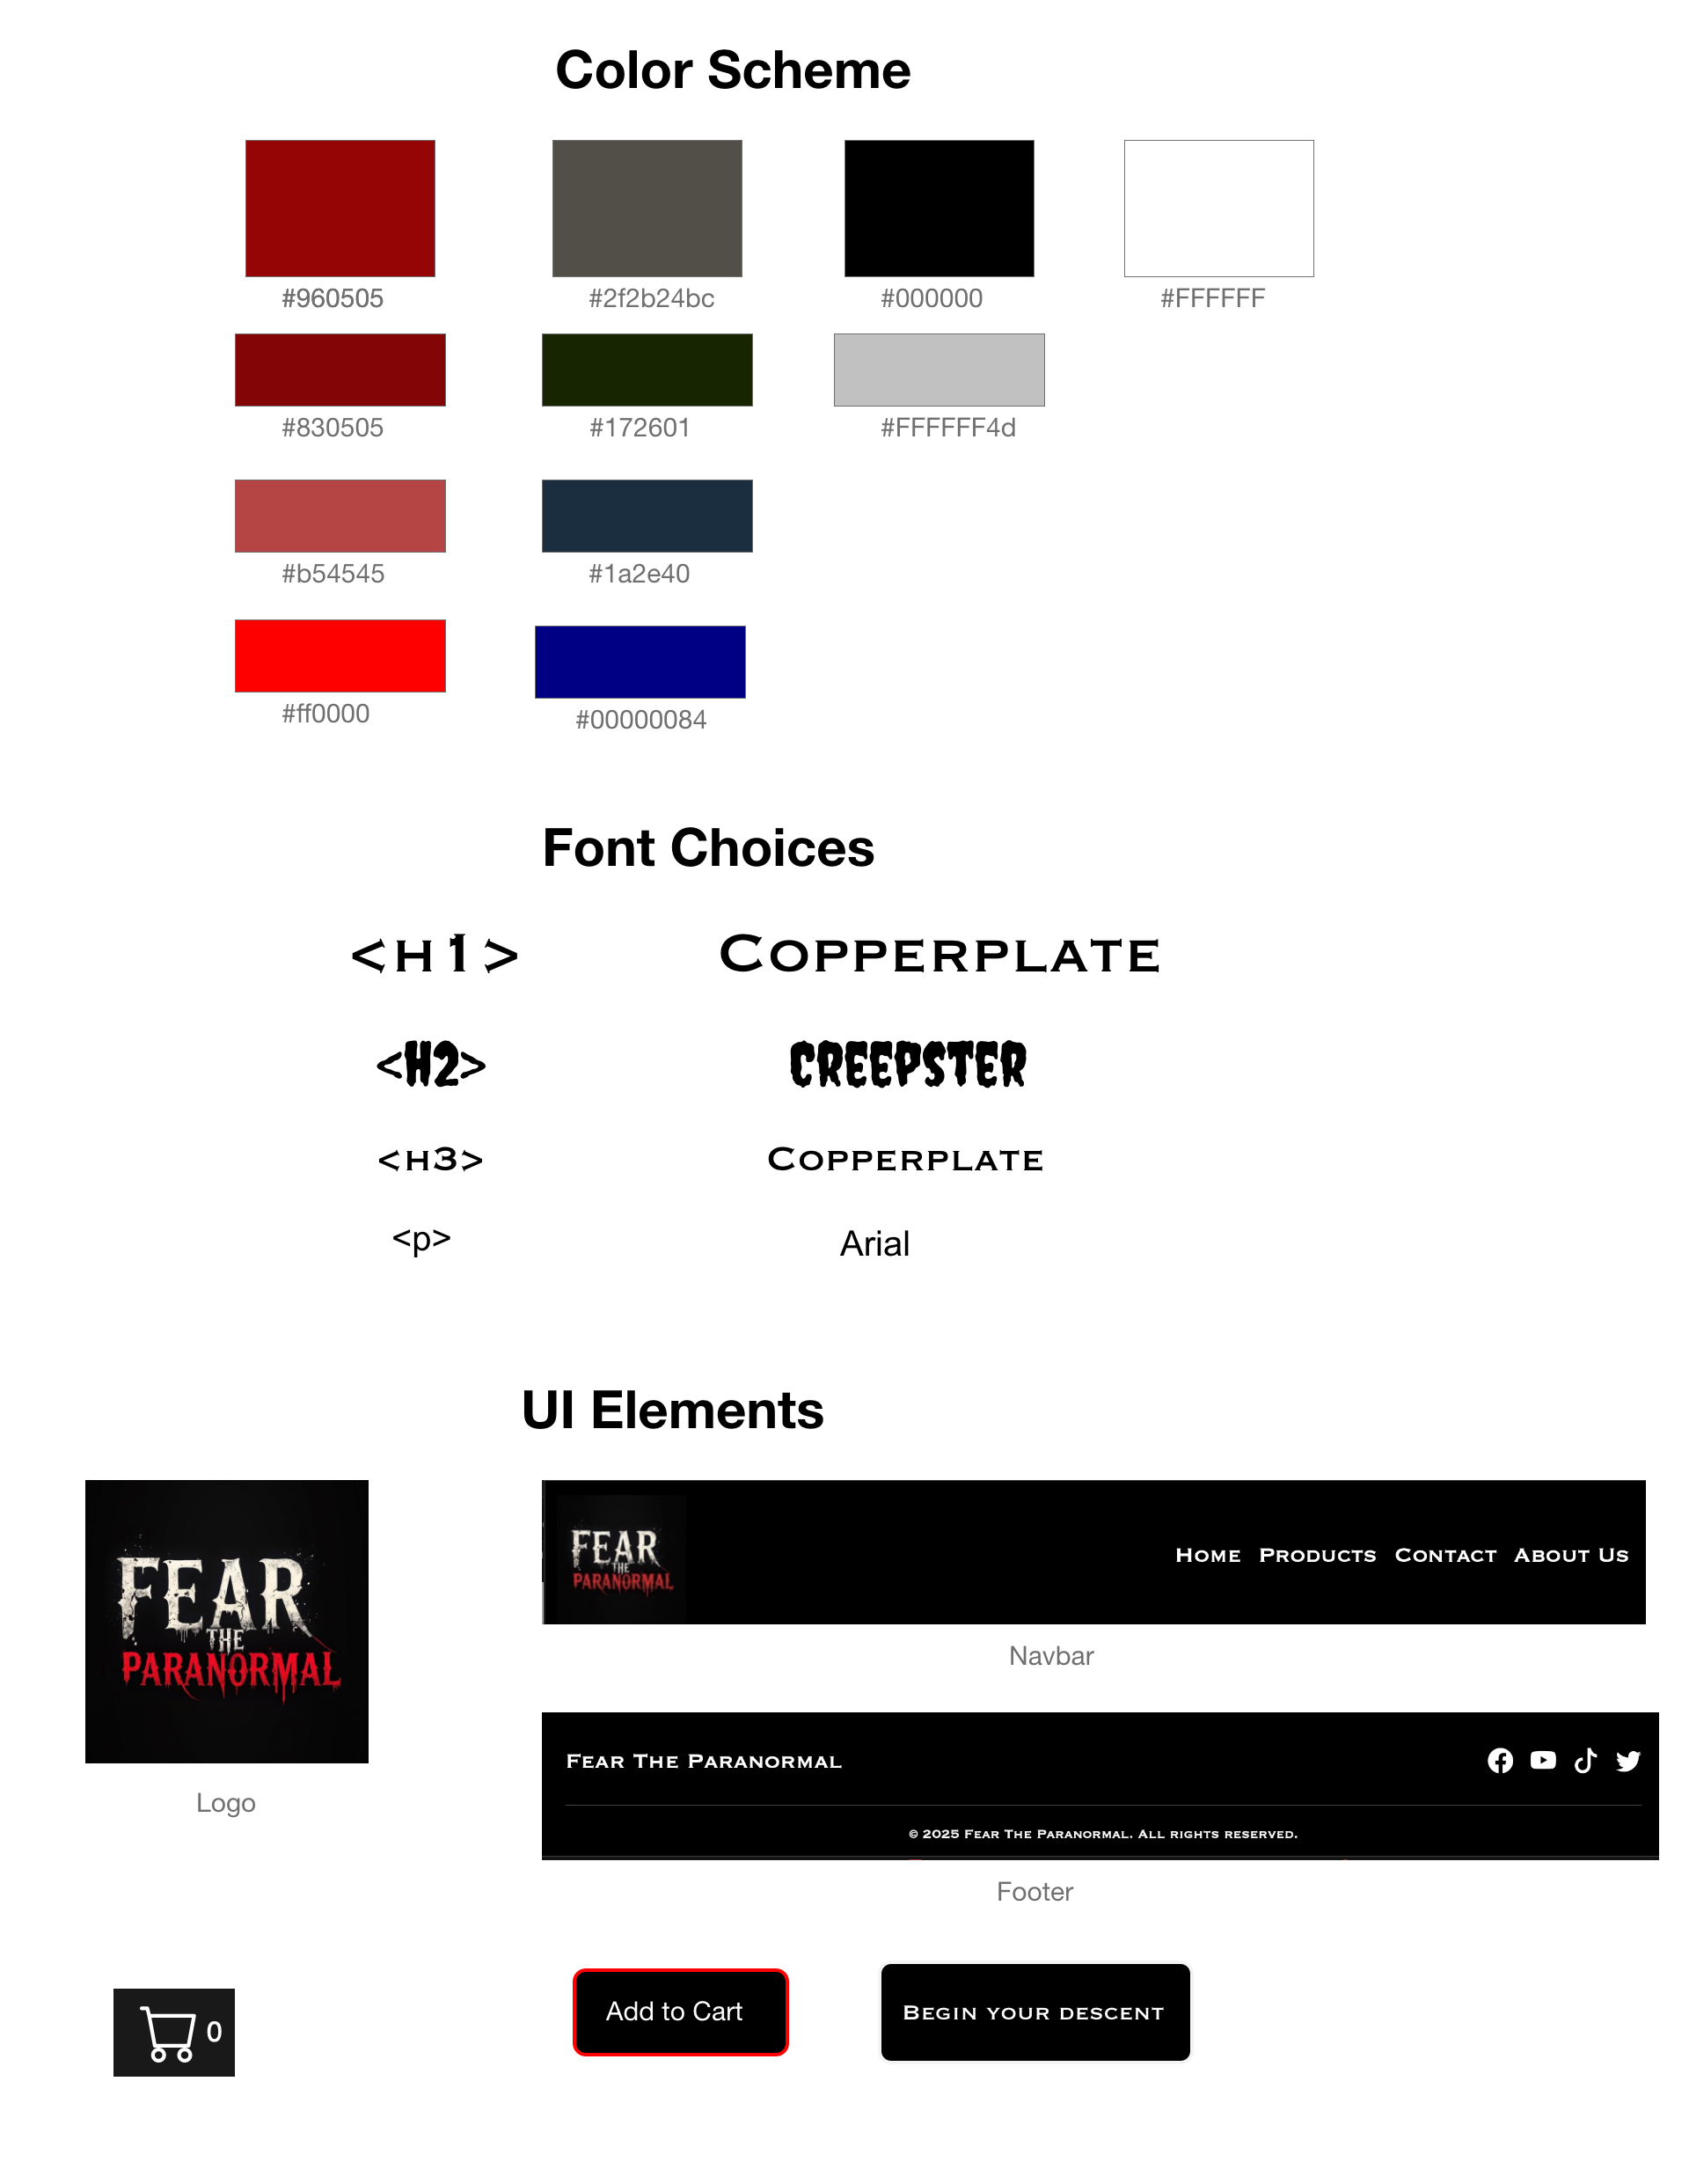 Color Scheme
#960505 #2f2b24bc #000000 #FFFFFF
#830505 #172601 #FFFFFF4d
#b54545 #1a2e40
#ff0000 #00000084
Font Choices
<h1> Copperplate
<H2> CREEPSTER
<h3> Copperplate
<p> Arial
UI Elements
FEAR
THE
PARANORMAL
Logo
FEAR
THE
PARANORMAL
Home Products Contact About Us
Navbar
Fear The Paranormal
© 2025 Fear The Paranormal. All rights reserved.
Footer
0
Add to Cart
Begin your descent